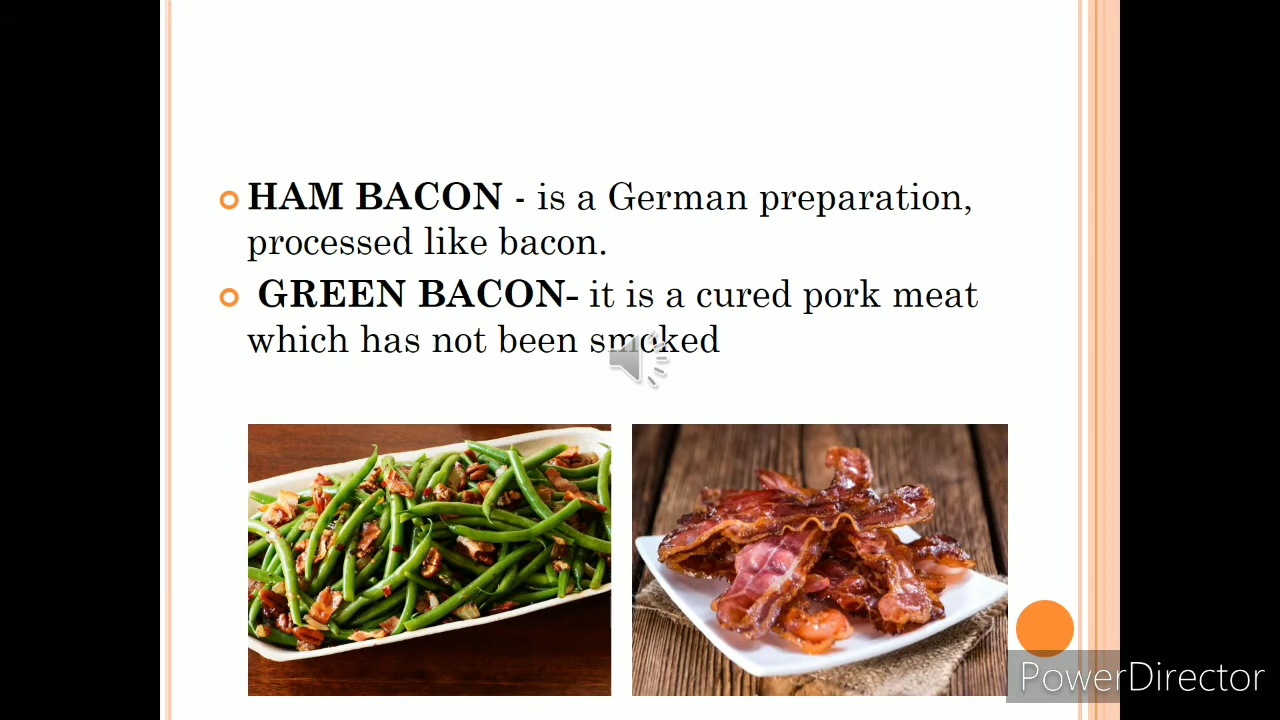 HAM BACON - is a German preparation,
processed like bacon.
GREEN BACON- it is a cured pork meat
which has not been smoked
PowerDirector